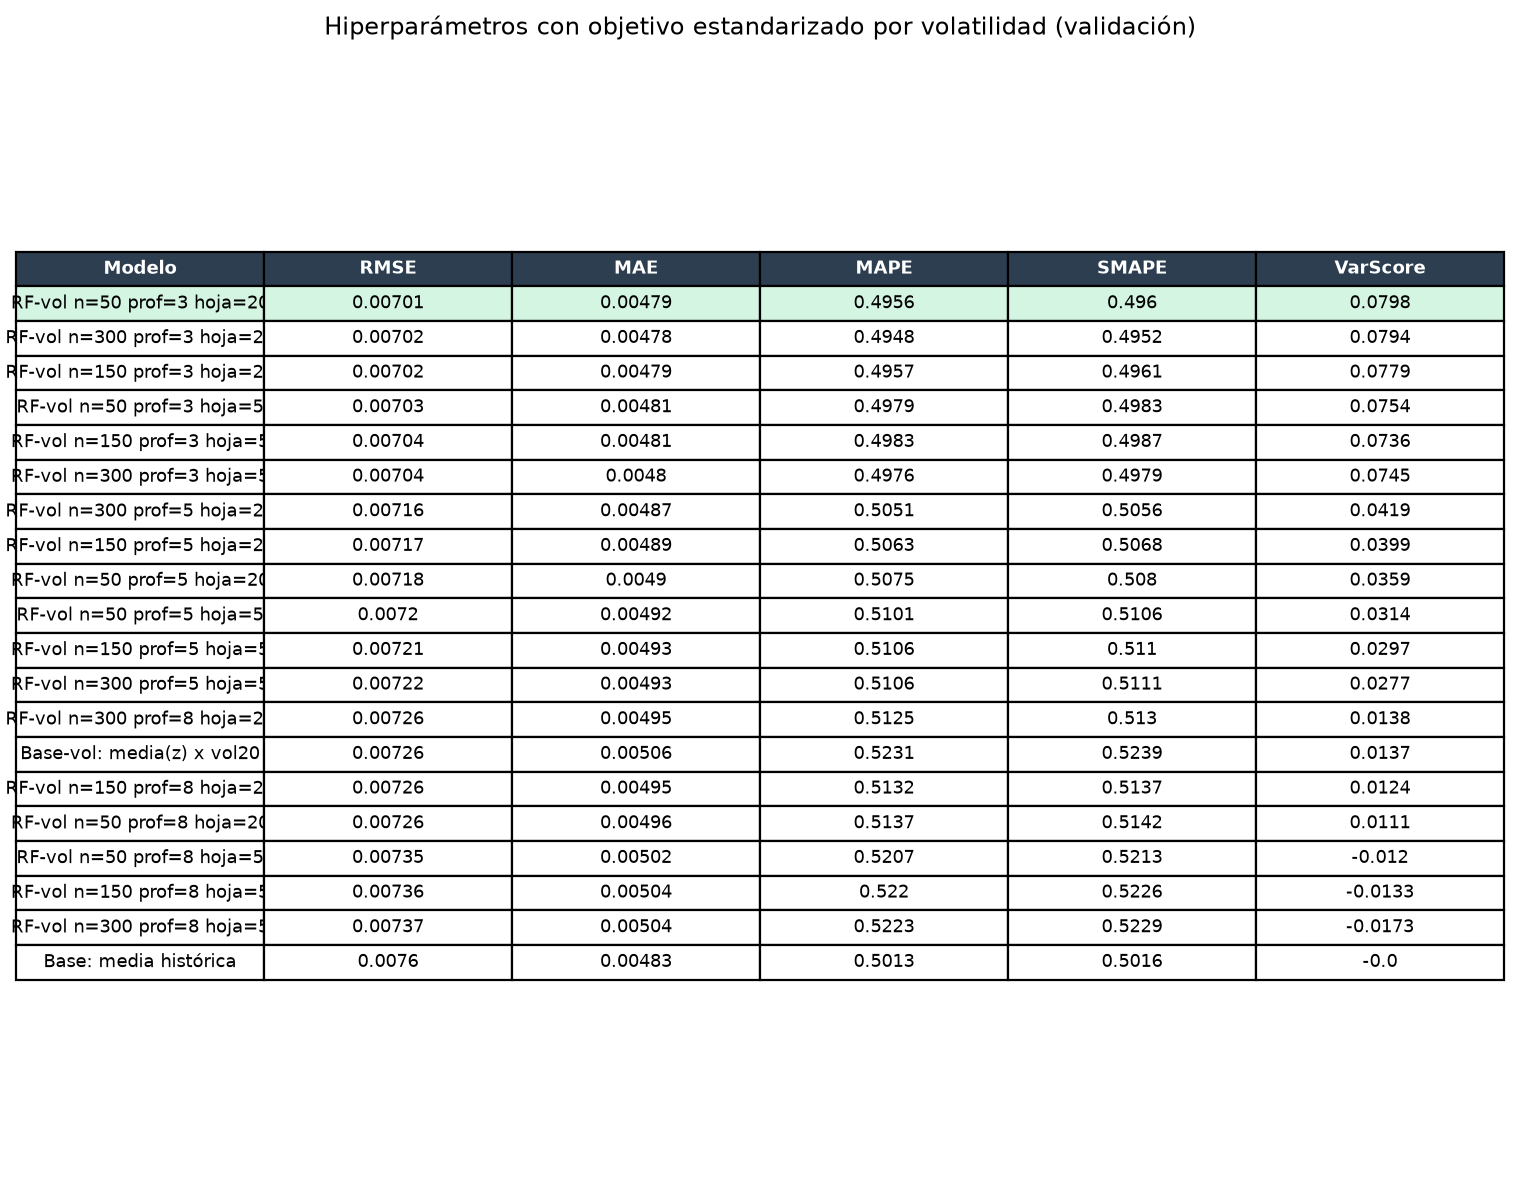 Hiperparámetros con objetivo estandarizado por volatilidad (validación)
Modelo RMSE MAE MAPE SMAPE VarScore
RF-vol n=50 prof=3 hoja=20 0.00701 0.00479 0.4956 0.496 0.0798
RF-vol n=300 prof=3 hoja=2 0.00702 0.00478 0.4948 0.4952 0.0794
RF-vol n=150 prof=3 hoja=2 0.00702 0.00479 0.4957 0.4961 0.0779
RF-vol n=50 prof=3 hoja=5 0.00703 0.00481 0.4979 0.4983 0.0754
RF-vol n=150 prof=3 hoja=5 0.00704 0.00481 0.4983 0.4987 0.0736
RF-vol n=300 prof=3 hoja=5 0.00704 0.0048 0.4976 0.4979 0.0745
RF-vol n=300 prof=5 hoja=2 0.00716 0.00487 0.5051 0.5056 0.0419
RF-vol n=150 prof=5 hoja=2 0.00717 0.00489 0.5063 0.5068 0.0399
RF-vol n=50 prof=5 hoja=20 0.00718 0.0049 0.5075 0.508 0.0359
RF-vol n=50 prof=5 hoja=5 0.0072 0.00492 0.5101 0.5106 0.0314
RF-vol n=150 prof=5 hoja=5 0.00721 0.00493 0.5106 0.511 0.0297
RF-vol n=300 prof=5 hoja=5 0.00722 0.00493 0.5106 0.5111 0.0277
RF-vol n=300 prof=8 hoja=2 0.00726 0.00495 0.5125 0.513 0.0138
Base-vol: media(z) x vol20 0.00726 0.00506 0.5231 0.5239 0.0137
RF-vol n=150 prof=8 hoja=2 0.00726 0.00495 0.5132 0.5137 0.0124
RF-vol n=50 prof=8 hoja=20 0.00726 0.00496 0.5137 0.5142 0.0111
RF-vol n=50 prof=8 hoja=5 0.00735 0.00502 0.5207 0.5213 -0.012
RF-vol n=150 prof=8 hoja=5 0.00736 0.00504 0.522 0.5226 -0.0133
RF-vol n=300 prof=8 hoja=5 0.00737 0.00504 0.5223 0.5229 -0.0173
Base: media histórica 0.0076 0.00483 0.5013 0.5016 -0.0